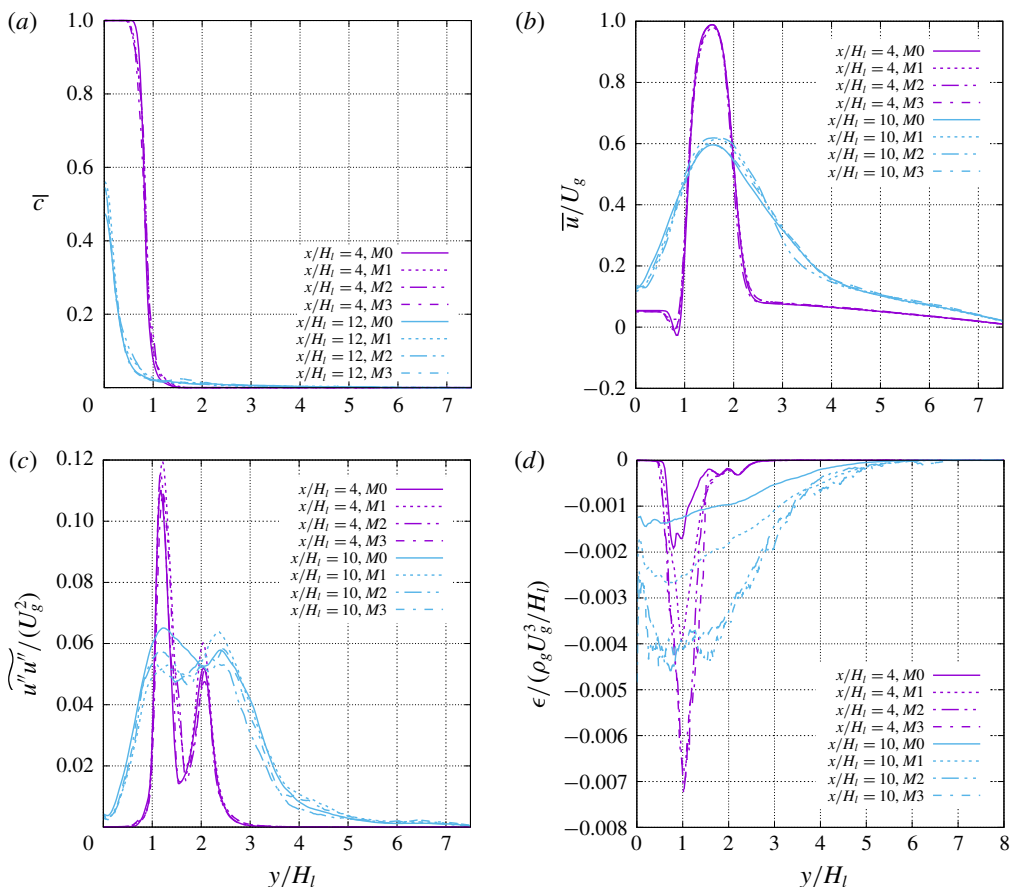 (a)
1.0
0.8
0.6
0.4
0.2
0
1
2
3
4
5
6
7
c̅
x/H_l = 4, M0
x/H_l = 4, M1
x/H_l = 4, M2
x/H_l = 4, M3
x/H_l = 12, M0
x/H_l = 12, M1
x/H_l = 12, M2
x/H_l = 12, M3
(b)
1.0
0.8
0.6
0.4
0.2
0
−0.2
0
1
2
3
4
5
6
7
u̅/U_g
x/H_l = 4, M0
x/H_l = 4, M1
x/H_l = 4, M2
x/H_l = 4, M3
x/H_l = 10, M0
x/H_l = 10, M1
x/H_l = 10, M2
x/H_l = 10, M3
(c)
0.12
0.10
0.08
0.06
0.04
0.02
0
1
2
3
4
5
6
7
\widetilde{u''u''}/(U_g^2)
x/H_l = 4, M0
x/H_l = 4, M1
x/H_l = 4, M2
x/H_l = 4, M3
x/H_l = 10, M0
x/H_l = 10, M1
x/H_l = 10, M2
x/H_l = 10, M3
y/H_l
(d)
0
−0.001
−0.002
−0.003
−0.004
−0.005
−0.006
−0.007
−0.008
0
1
2
3
4
5
6
7
8
ϵ/(ρ_g U_g^3/H_l)
x/H_l = 4, M0
x/H_l = 4, M1
x/H_l = 4, M2
x/H_l = 4, M3
x/H_l = 10, M0
x/H_l = 10, M1
x/H_l = 10, M2
x/H_l = 10, M3
y/H_l